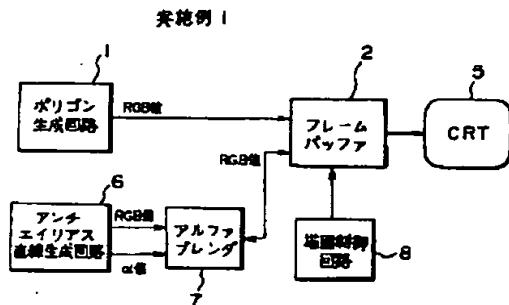 実施例1
1
ポリゴン
生成回路
RGB値
2
フレーム
バッファ
5
CRT
RGB値
6
アンチ
エイリアス
直線生成回路
RGB値
α値
アルファ
ブレンダ
7
描画制御
回路
8